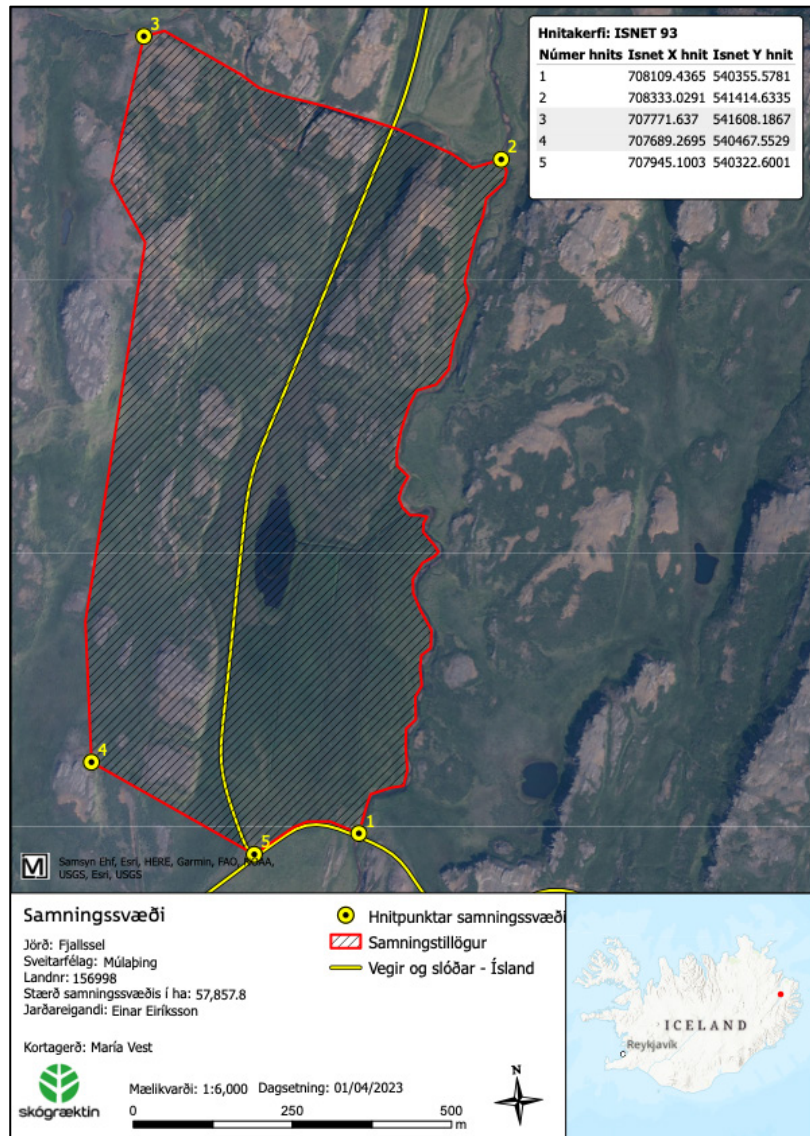 Hnitakerfi: ISNET 93
Númer hnits Isnet X hnit Isnet Y hnit
1 708109.4365 540355.5781
2 708333.0291 541414.6335
3 707771.637 541608.1867
4 707689.2695 540467.5529
5 707945.1003 540322.6001
3
2
4
1
5
M
Samsyn Ehf, Esri, HERE, Garmin, FAO, NOAA,
USGS, Esri, USGS
Samningssvæði
Jörð: Fjallssel
Sveitarfélag: Múlaþing
Landnr: 156998
Stærð samningssvæðis í ha: 57,857.8
Jarðareigandi: Einar Eiríksson
Kortagerð: María Vest
skógræktin
Mælikvarði: 1:6,000 Dagsetning: 01/04/2023
0 250 500
m
Hnitpunktar samningssvæði
Samningstillögur
Vegir og slóðar - Ísland
N
ICELAND
Reykjavík